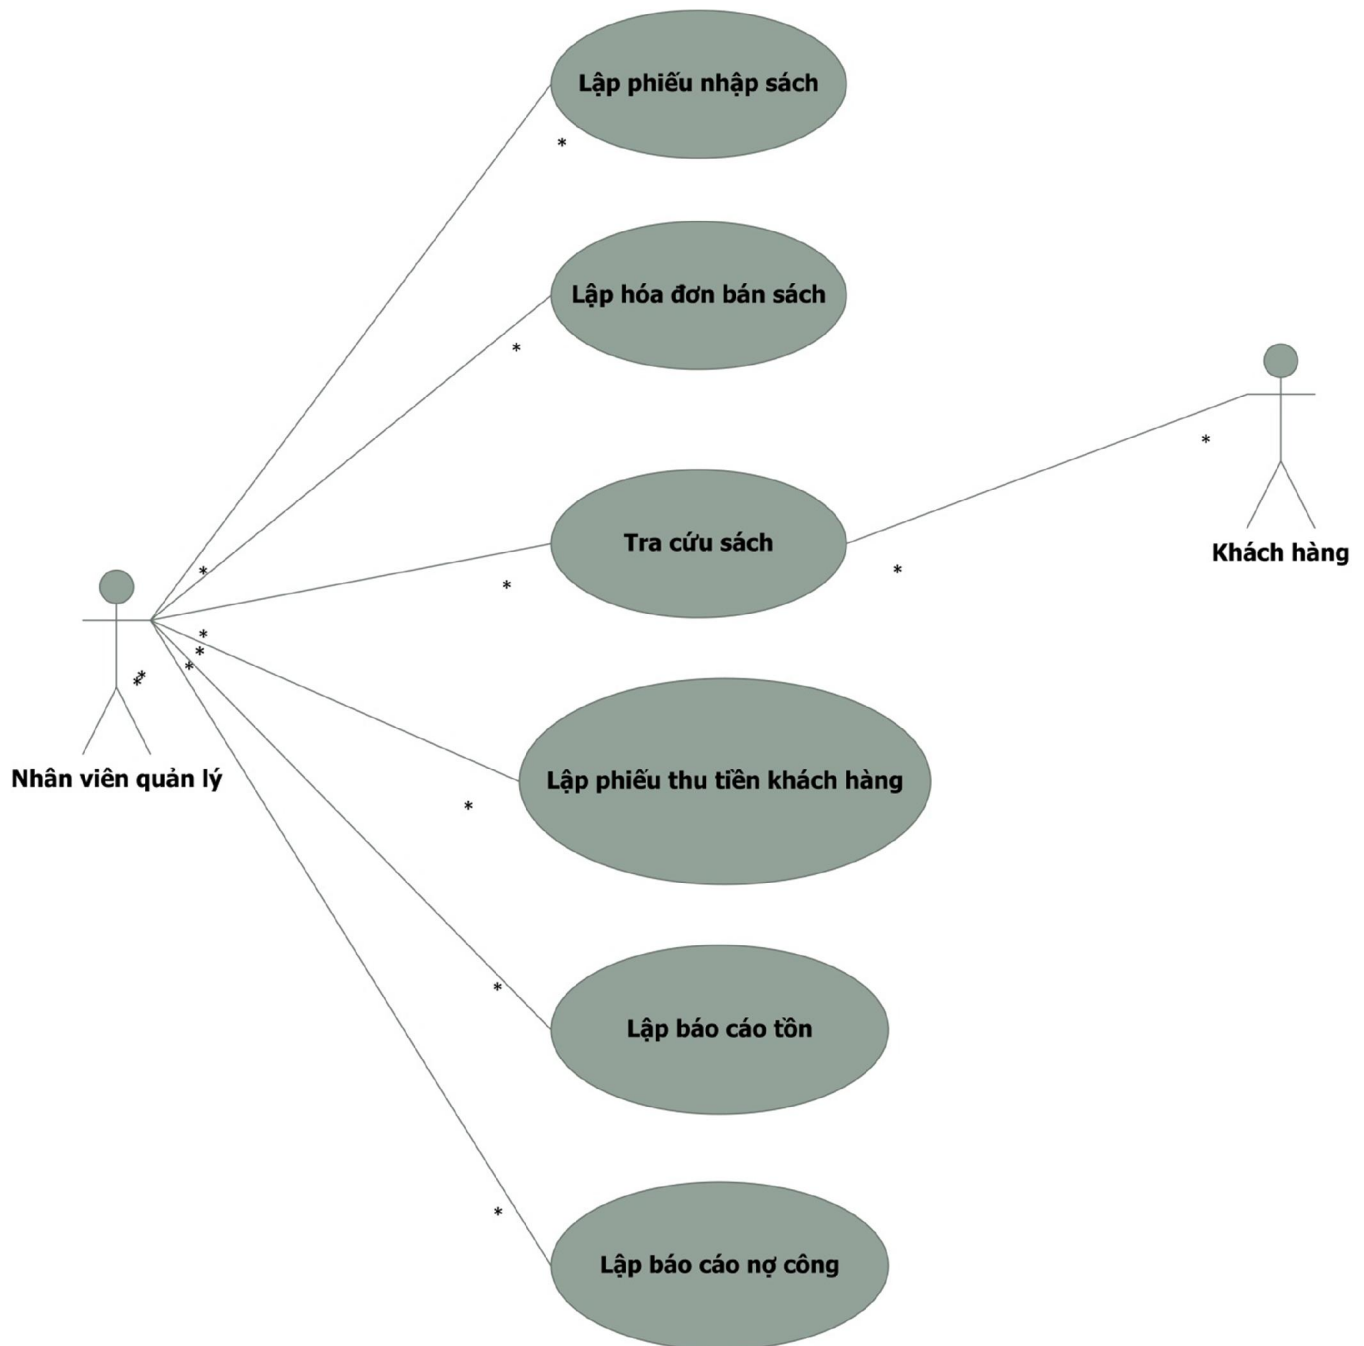 Lập phiếu nhập sách
*
Lập hóa đơn bán sách
*
*
Khách hàng
Tra cứu sách
*
*
*
*
*
*
*
*
Nhân viên quản lý
Lập phiếu thu tiền khách hàng
*
Lập báo cáo tồn
*
Lập báo cáo nợ công
*